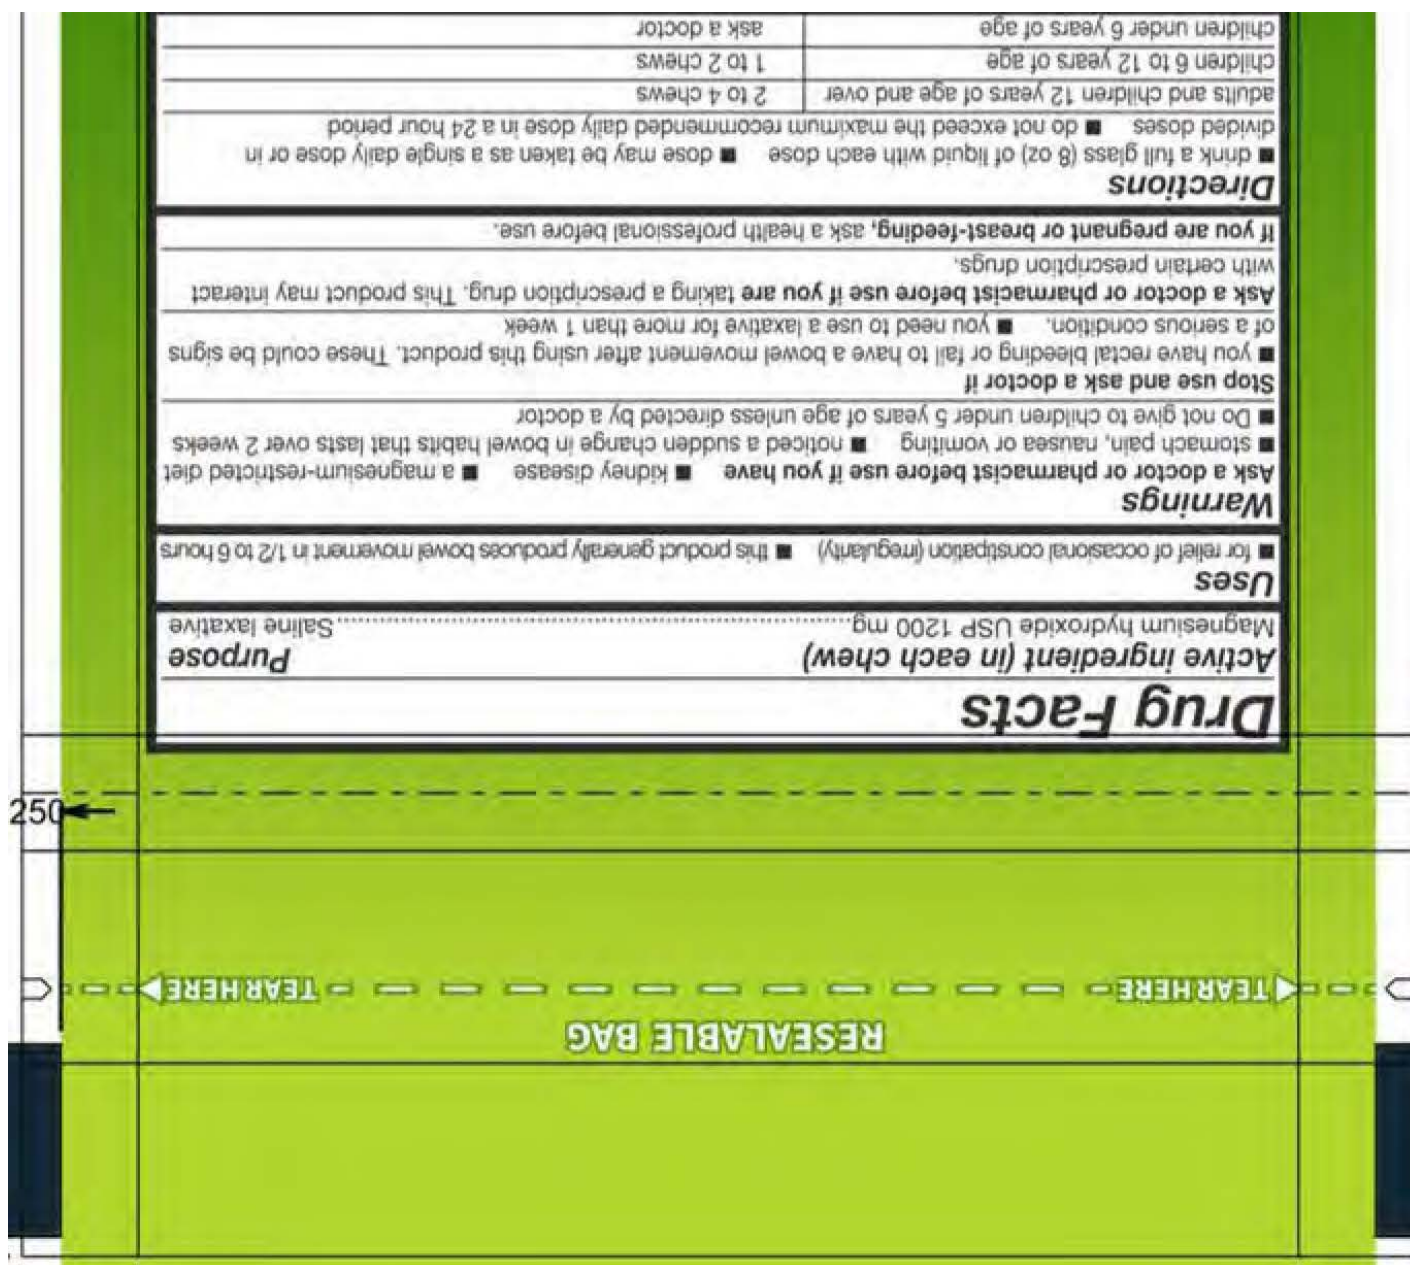 RESEALABLE BAG
TEAR HERE TEAR HERE
250
Drug Facts
Active ingredient (in each chew) Purpose
Magnesium hydroxide USP 1200 mg..........Saline laxative
Uses
■ for relief of occasional constipation (irregularity) ■ this product generally produces bowel movement in 1/2 to 6 hours
Warnings
Ask a doctor or pharmacist before use if you have ■ kidney disease ■ a magnesium-restricted diet
■ stomach pain, nausea or vomiting ■ noticed a sudden change in bowel habits that lasts over 2 weeks
■ Do not give to children under 5 years of age unless directed by a doctor
Stop use and ask a doctor if
■ you have rectal bleeding or fail to have a bowel movement after using this product. These could be signs
of a serious condition. ■ you need to use a laxative for more than 1 week
Ask a doctor or pharmacist before use if you are taking a prescription drug. This product may interact
with certain prescription drugs.
If you are pregnant or breast-feeding, ask a health professional before use.
Directions
■ drink a full glass (8 oz) of liquid with each dose ■ dose may be taken as a single daily dose or in
divided doses ■ do not exceed the maximum recommended daily dose in a 24 hour period
adults and children 12 years of age and over 2 to 4 chews
children 6 to 12 years of age 1 to 2 chews
children under 6 years of age ask a doctor